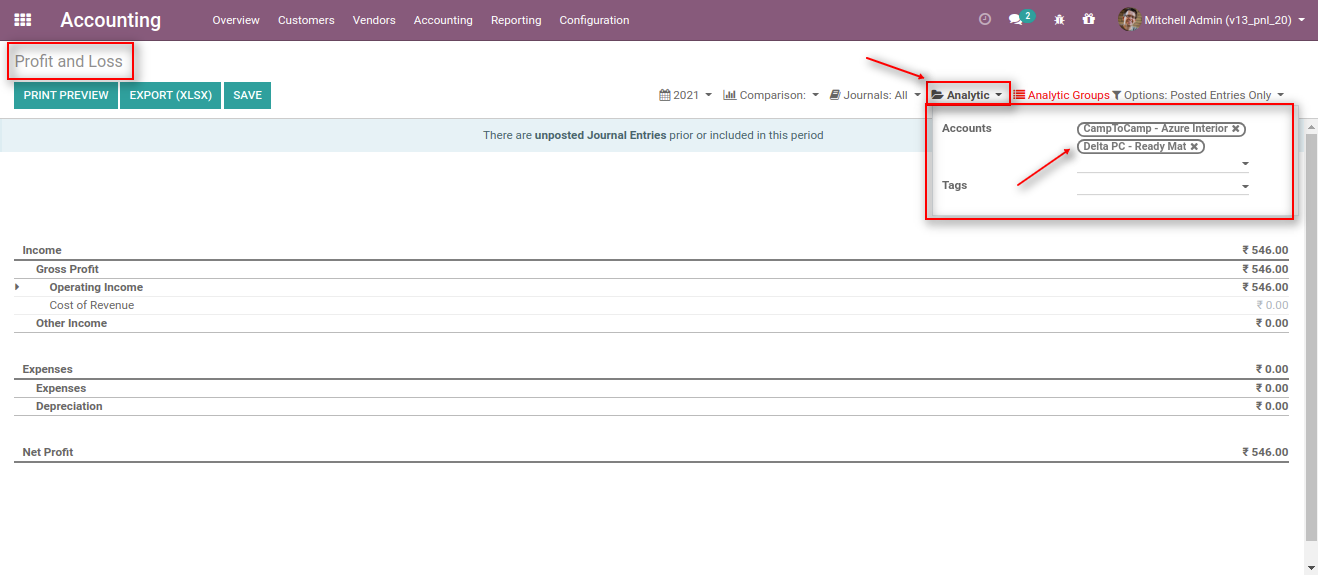 Accounting Overview Customers Vendors Accounting Reporting Configuration 2 Mitchell Admin (v13_pnl_20)
Profit and Loss
PRINT PREVIEW EXPORT (XLSX) SAVE 2021 Comparison: Journals: All Analytic Analytic Groups Options: Posted Entries Only
There are unposted Journal Entries prior or included in this period
Accounts CampToCamp - Azure Interior ✖
Delta PC - Ready Mat ✖
Tags
Income ₹ 546.00
Gross Profit ₹ 546.00
Operating Income ₹ 546.00
Cost of Revenue ₹ 0.00
Other Income ₹ 0.00
Expenses ₹ 0.00
Expenses ₹ 0.00
Depreciation ₹ 0.00
Net Profit ₹ 546.00